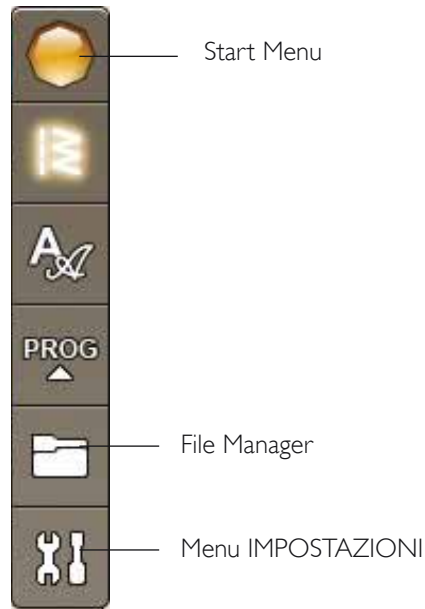 Start Menu
A A
PROG
File Manager
Menu IMPOSTAZIONI